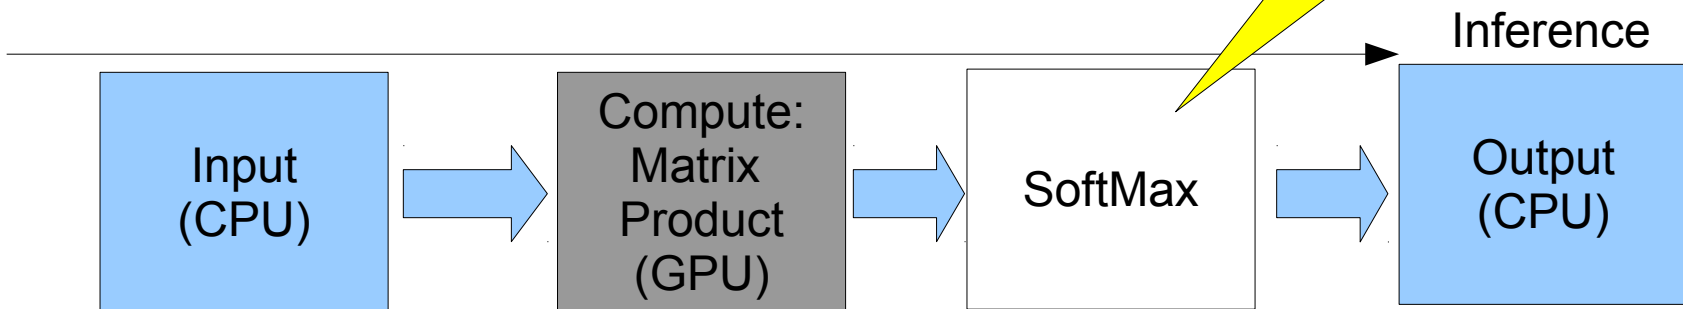 Inference
Input
(CPU)
Compute:
Matrix
Product
(GPU)
SoftMax
Output
(CPU)